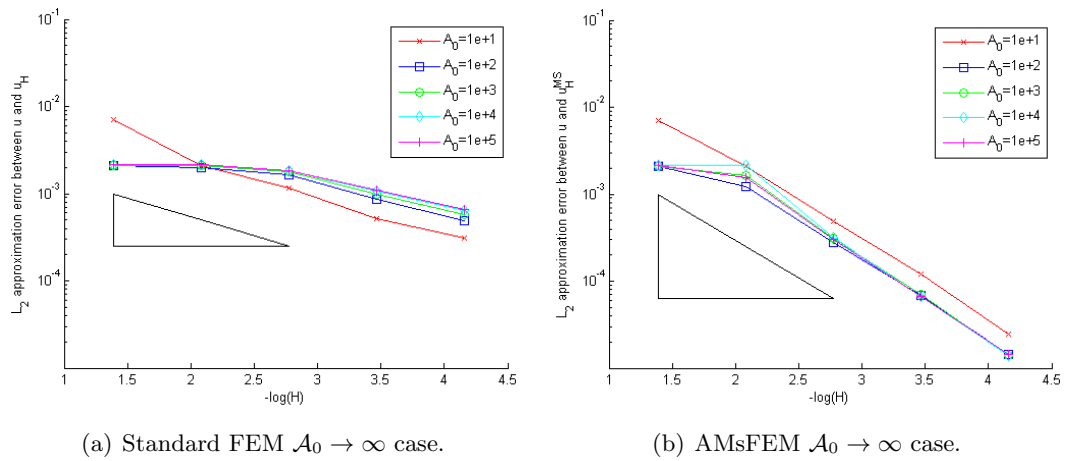 L₂ approximation error between u and u_H
10⁻¹
10⁻²
10⁻³
10⁻⁴
A₀=1e+1
A₀=1e+2
A₀=1e+3
A₀=1e+4
A₀=1e+5
1 1.5 2 2.5 3 3.5 4 4.5
-log(H)
(a) Standard FEM 𝒜₀ → ∞ case.
L₂ approximation error between u and u_H^MS
10⁻¹
10⁻²
10⁻³
10⁻⁴
A₀=1e+1
A₀=1e+2
A₀=1e+3
A₀=1e+4
A₀=1e+5
1 1.5 2 2.5 3 3.5 4 4.5
-log(H)
(b) AMsFEM 𝒜₀ → ∞ case.